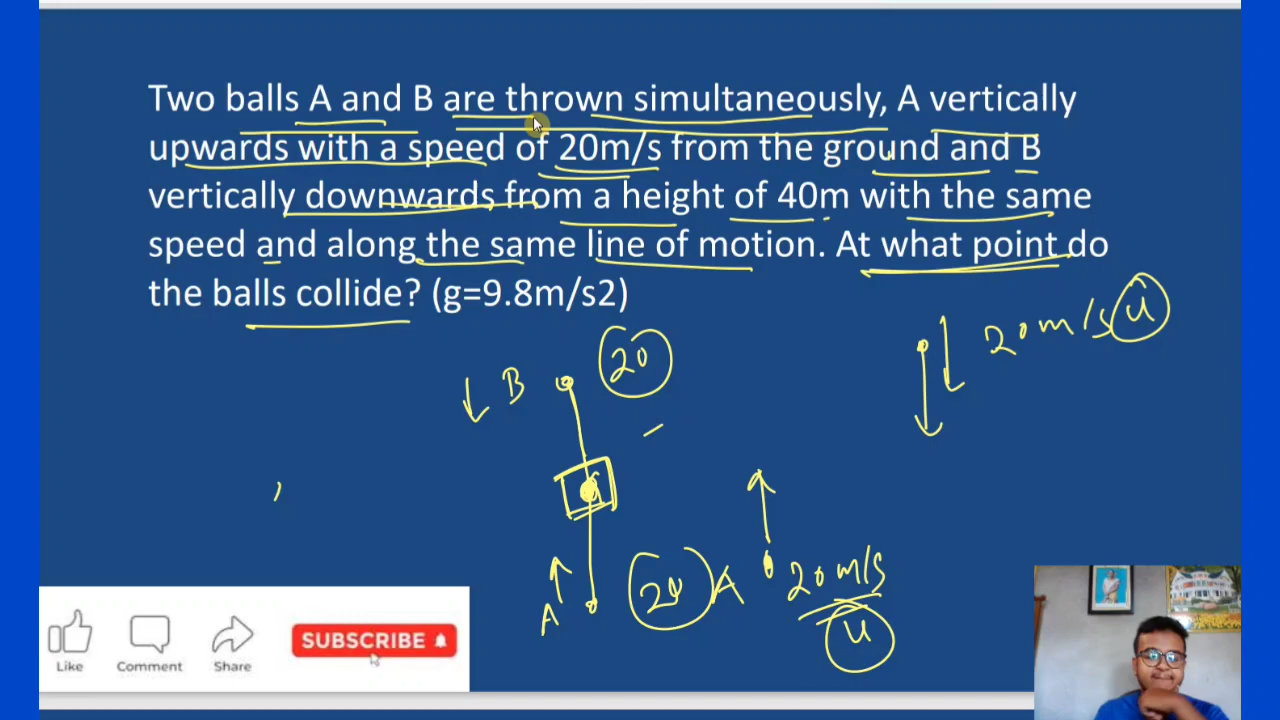 Two balls A and B are thrown simultaneously, A vertically
upwards with a speed of 20m/s from the ground and B
vertically downwards from a height of 40m with the same
speed and along the same line of motion. At what point do
the balls collide? (g=9.8m/s2)
20 m/s u
B 20
A 20 A 20 m/s
u
Like Comment Share SUBSCRIBE